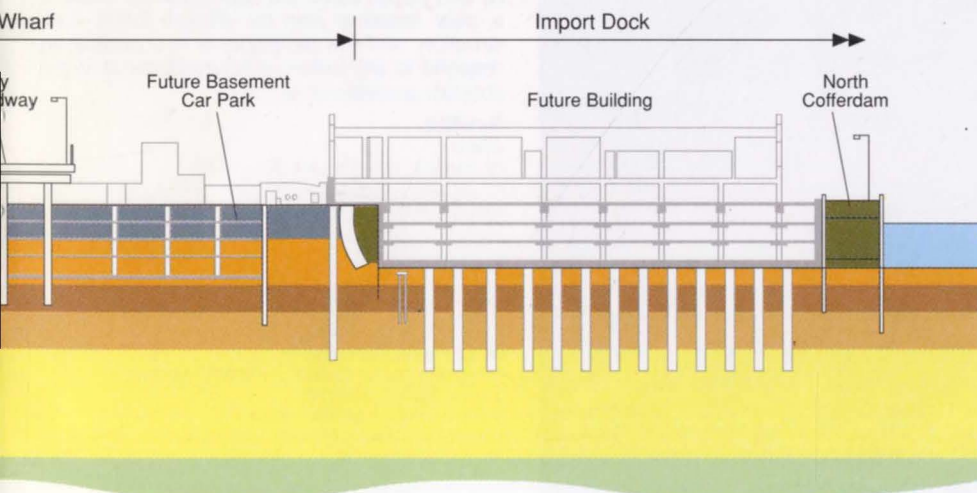 Wharf
Import Dock
Future Basement
Car Park
Future Building
North
Cofferdam